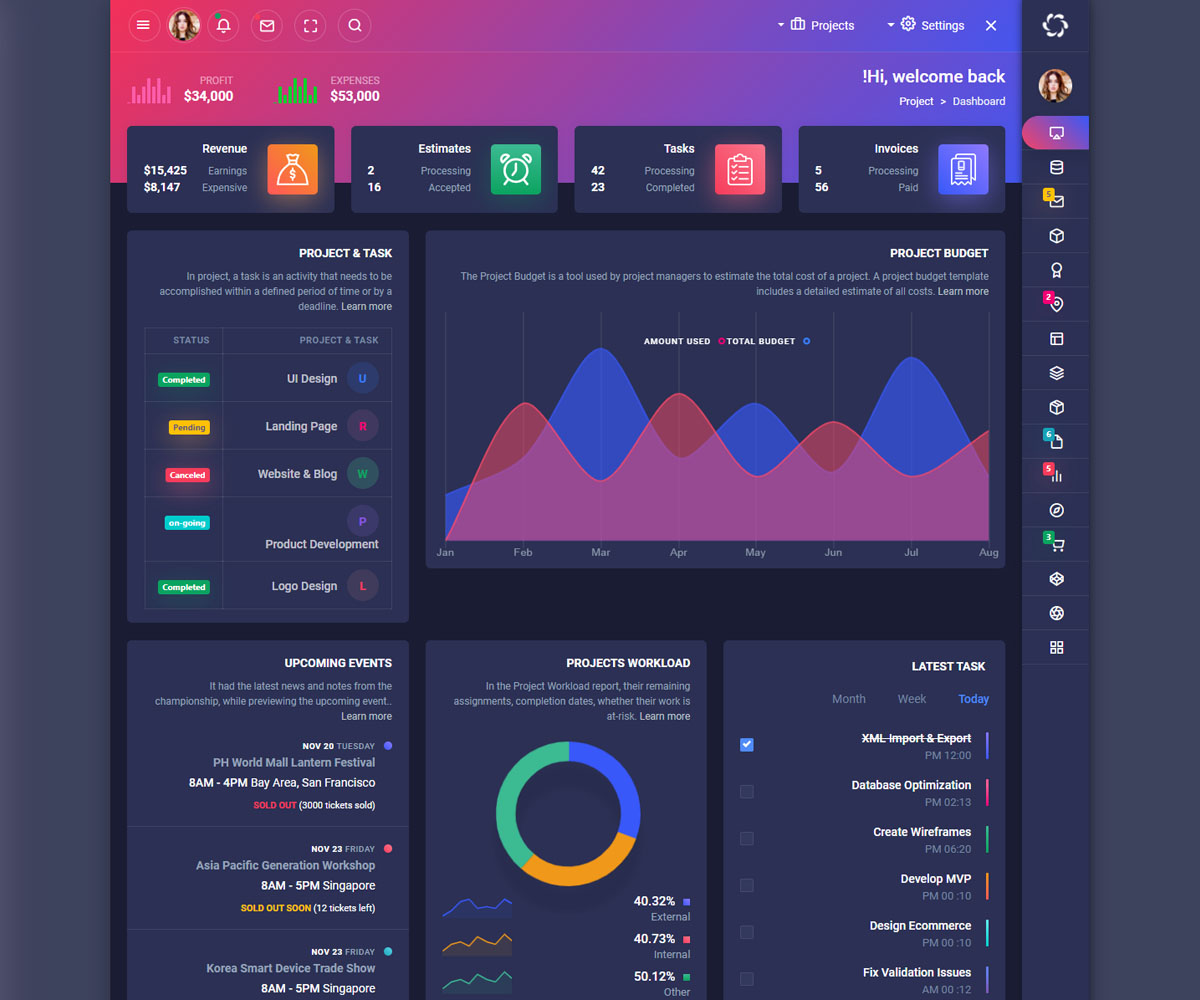 Projects
Settings
PROFIT
$34,000
EXPENSES
$53,000
!Hi, welcome back
Project > Dashboard
Revenue
$15,425 Earnings
$8,147 Expensive
Estimates
2 Processing
16 Accepted
Tasks
42 Processing
23 Completed
Invoices
5 Processing
56 Paid
5
2
6
5
3
PROJECT & TASK
In project, a task is an activity that needs to be
accomplished within a defined period of time or by a
deadline. Learn more
STATUS PROJECT & TASK
Completed UI Design U
Pending Landing Page R
Canceled Website & Blog W
on-going P
Product Development
Completed Logo Design L
PROJECT BUDGET
The Project Budget is a tool used by project managers to estimate the total cost of a project. A project budget template
includes a detailed estimate of all costs. Learn more
AMOUNT USED TOTAL BUDGET
Jan Feb Mar Apr May Jun Jul Aug
UPCOMING EVENTS
It had the latest news and notes from the
championship, while previewing the upcoming event..
Learn more
NOV 20 TUESDAY
PH World Mall Lantern Festival
8AM - 4PM Bay Area, San Francisco
SOLD OUT (3000 tickets sold)
NOV 23 FRIDAY
Asia Pacific Generation Workshop
8AM - 5PM Singapore
SOLD OUT SOON (12 tickets left)
NOV 23 FRIDAY
Korea Smart Device Trade Show
8AM - 5PM Singapore
PROJECTS WORKLOAD
In the Project Workload report, their remaining
assignments, completion dates, whether their work is
at-risk. Learn more
40.32%
External
40.73%
Internal
50.12%
Other
LATEST TASK
Month Week Today
XML Import & Export
PM 12:00
Database Optimization
PM 02:13
Create Wireframes
PM 06:20
Develop MVP
PM 00 :10
Design Ecommerce
PM 00 :10
Fix Validation Issues
AM 00 :12